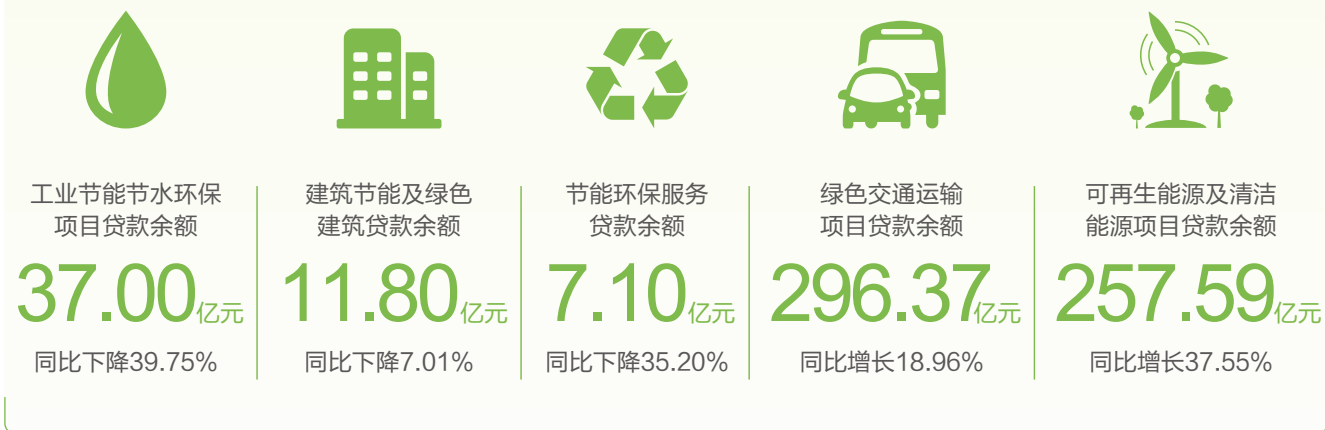 工业节能节水环保
项目贷款余额
37.00亿元
同比下降39.75%
建筑节能及绿色
建筑贷款余额
11.80亿元
同比下降7.01%
节能环保服务
贷款余额
7.10亿元
同比下降35.20%
绿色交通运输
项目贷款余额
296.37亿元
同比增长18.96%
可再生能源及清洁
能源项目贷款余额
257.59亿元
同比增长37.55%